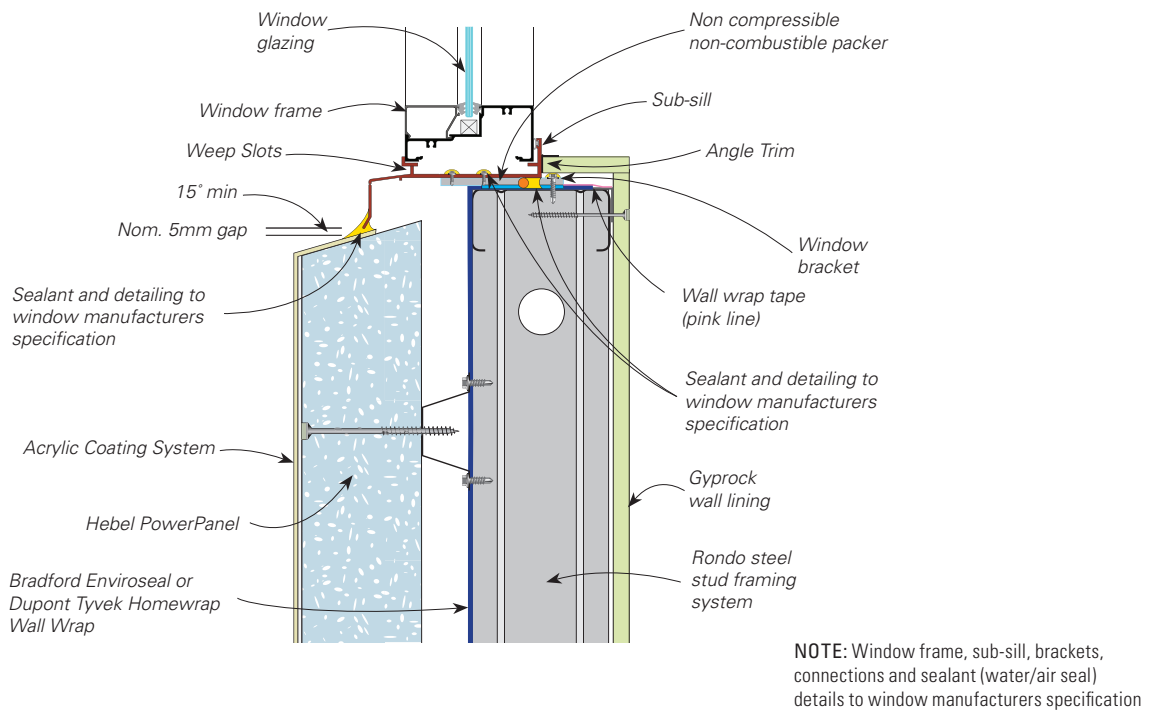 Window
glazing
Non compressible
non-combustible packer
Window frame
Sub-sill
Weep Slots
Angle Trim
15° min
Nom. 5mm gap
Window
bracket
Sealant and detailing to
window manufacturers
specification
Wall wrap tape
(pink line)
Sealant and detailing to
window manufacturers
specification
Acrylic Coating System
Gyprock
wall lining
Hebel PowerPanel
Rondo steel
stud framing
system
Bradford Enviroseal or
Dupont Tyvek Homewrap
Wall Wrap
NOTE: Window frame, sub-sill, brackets,
connections and sealant (water/air seal)
details to window manufacturers specification